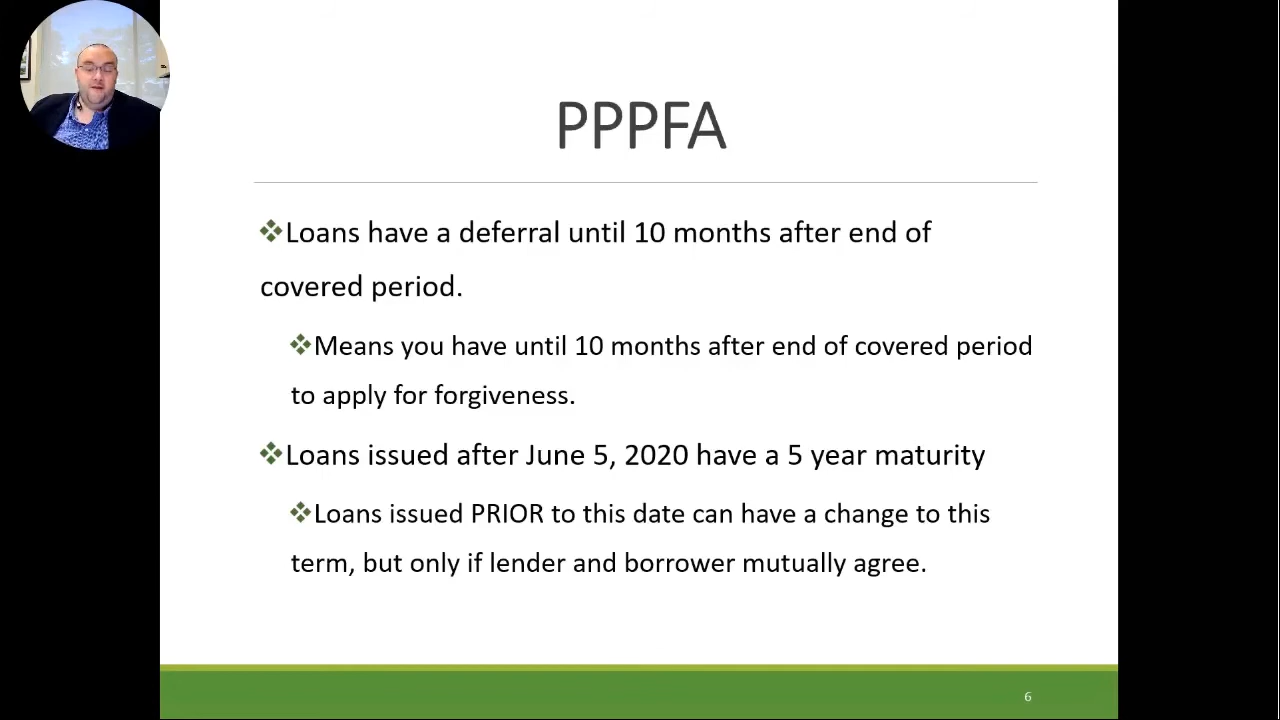 PPPFA
❖Loans have a deferral until 10 months after end of
covered period.
❖Means you have until 10 months after end of covered period
to apply for forgiveness.
❖Loans issued after June 5, 2020 have a 5 year maturity
❖Loans issued PRIOR to this date can have a change to this
term, but only if lender and borrower mutually agree.
6